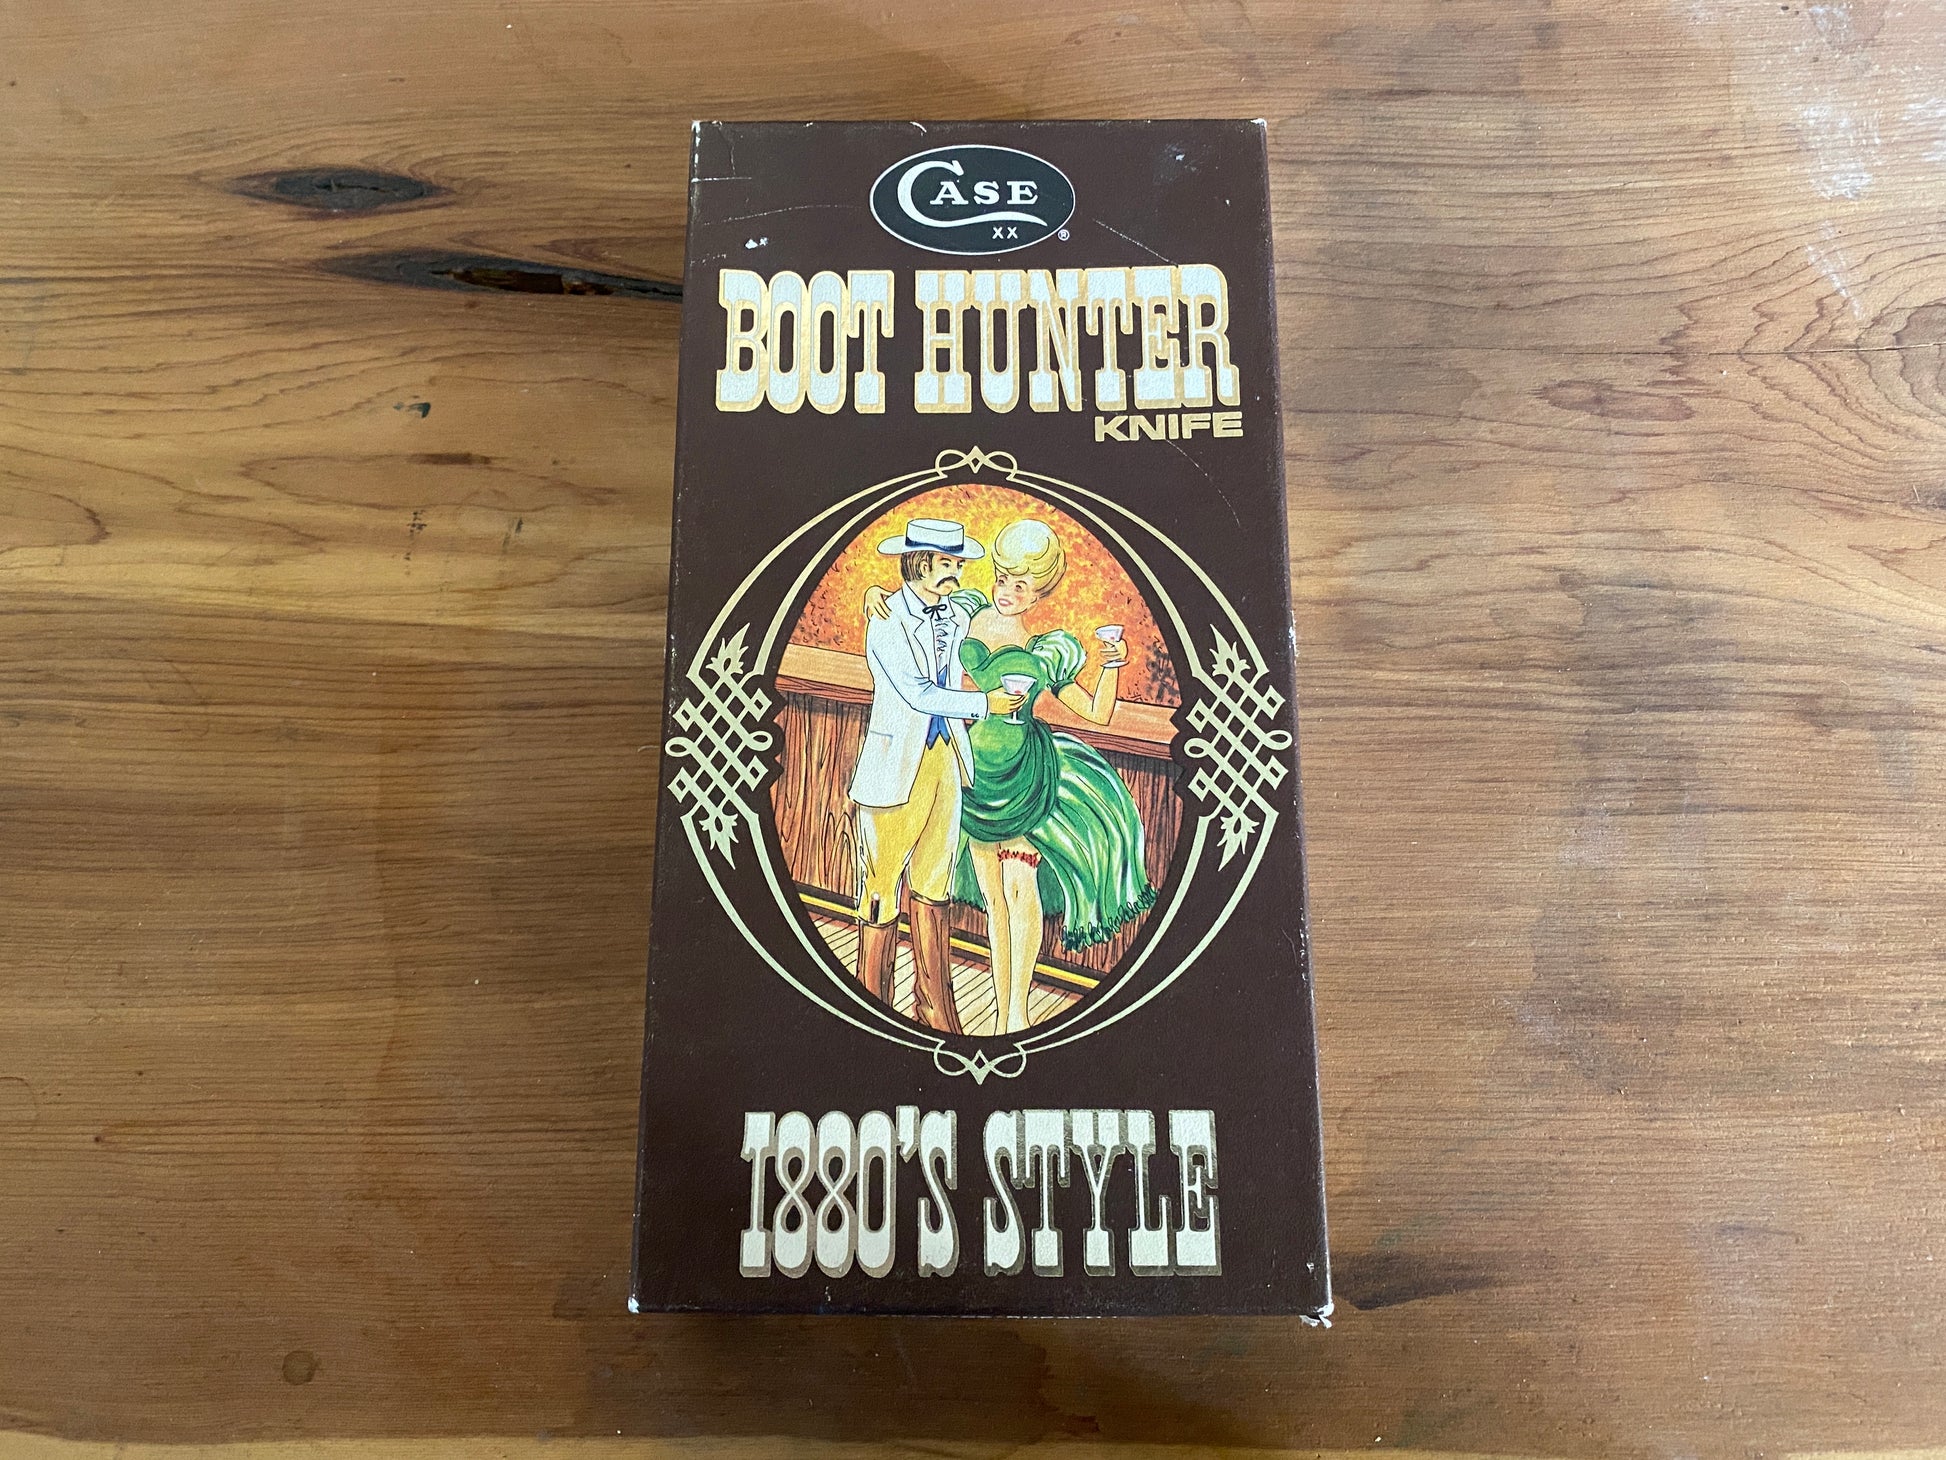 CASE
XX ®
BOOT HUNTER
KNIFE
1880'S STYLE